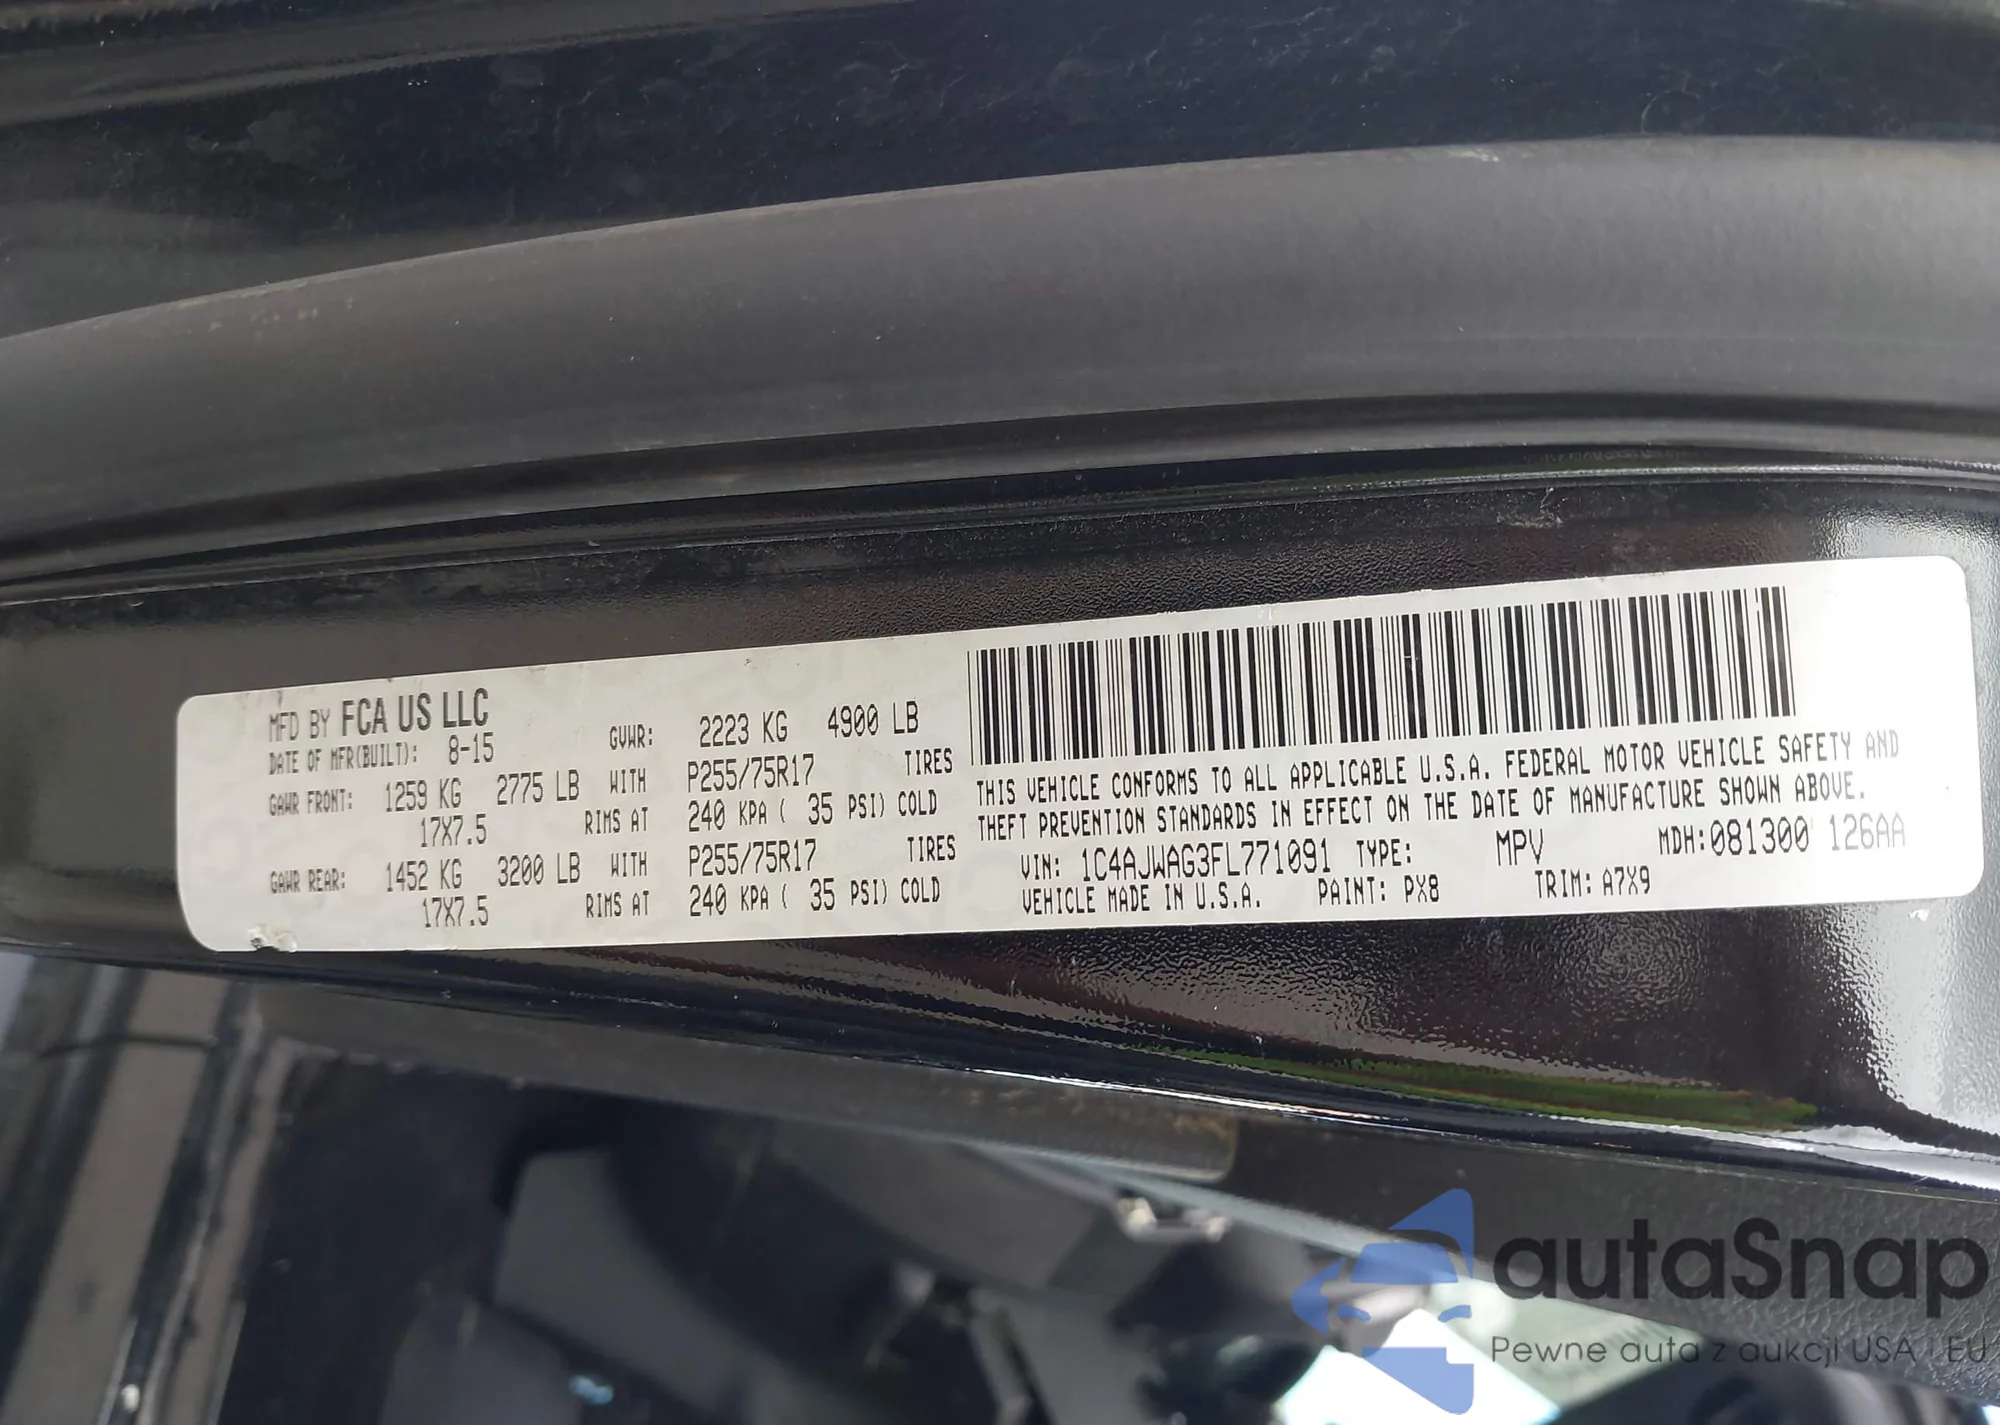 MFD BY FCA US LLC
DATE OF MFR(BUILT): 8-15 GVWR: 2223 KG 4900 LB
GAWR FRONT: 1259 KG 2775 LB WITH P255/75R17 TIRES
17X7.5 RIMS AT 240 KPA ( 35 PSI) COLD
GAWR REAR: 1452 KG 3200 LB WITH P255/75R17 TIRES
17X7.5 RIMS AT 240 KPA ( 35 PSI) COLD
THIS VEHICLE CONFORMS TO ALL APPLICABLE U.S.A. FEDERAL MOTOR VEHICLE SAFETY AND
THEFT PREVENTION STANDARDS IN EFFECT ON THE DATE OF MANUFACTURE SHOWN ABOVE.
VIN: 1C4AJWAG3FL771091 TYPE: MPV MDH:081300 126AA
VEHICLE MADE IN U.S.A. PAINT: PX8 TRIM: A7X9
autaSnap
Pewne auta z aukcji USA i EU